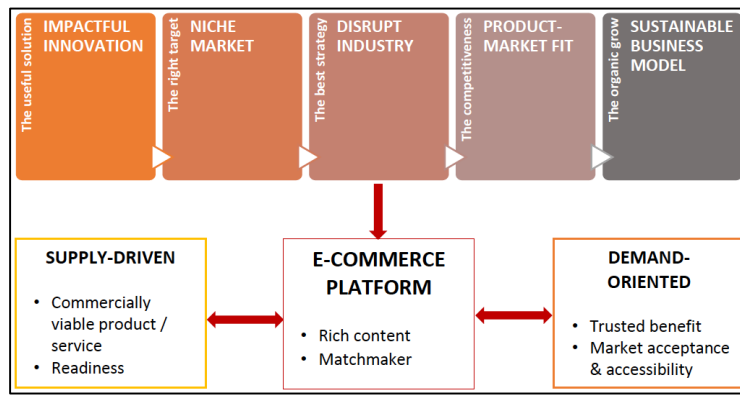 The useful solution
IMPACTFUL
INNOVATION
The right target
NICHE
MARKET
The best strategy
DISRUPT
INDUSTRY
The competitiveness
PRODUCT-
MARKET FIT
The organic grow
SUSTAINABLE
BUSINESS
MODEL
SUPPLY-DRIVEN
• Commercially
viable product /
service
• Readiness
E-COMMERCE
PLATFORM
• Rich content
• Matchmaker
DEMAND-
ORIENTED
• Trusted benefit
• Market acceptance
& accessibility